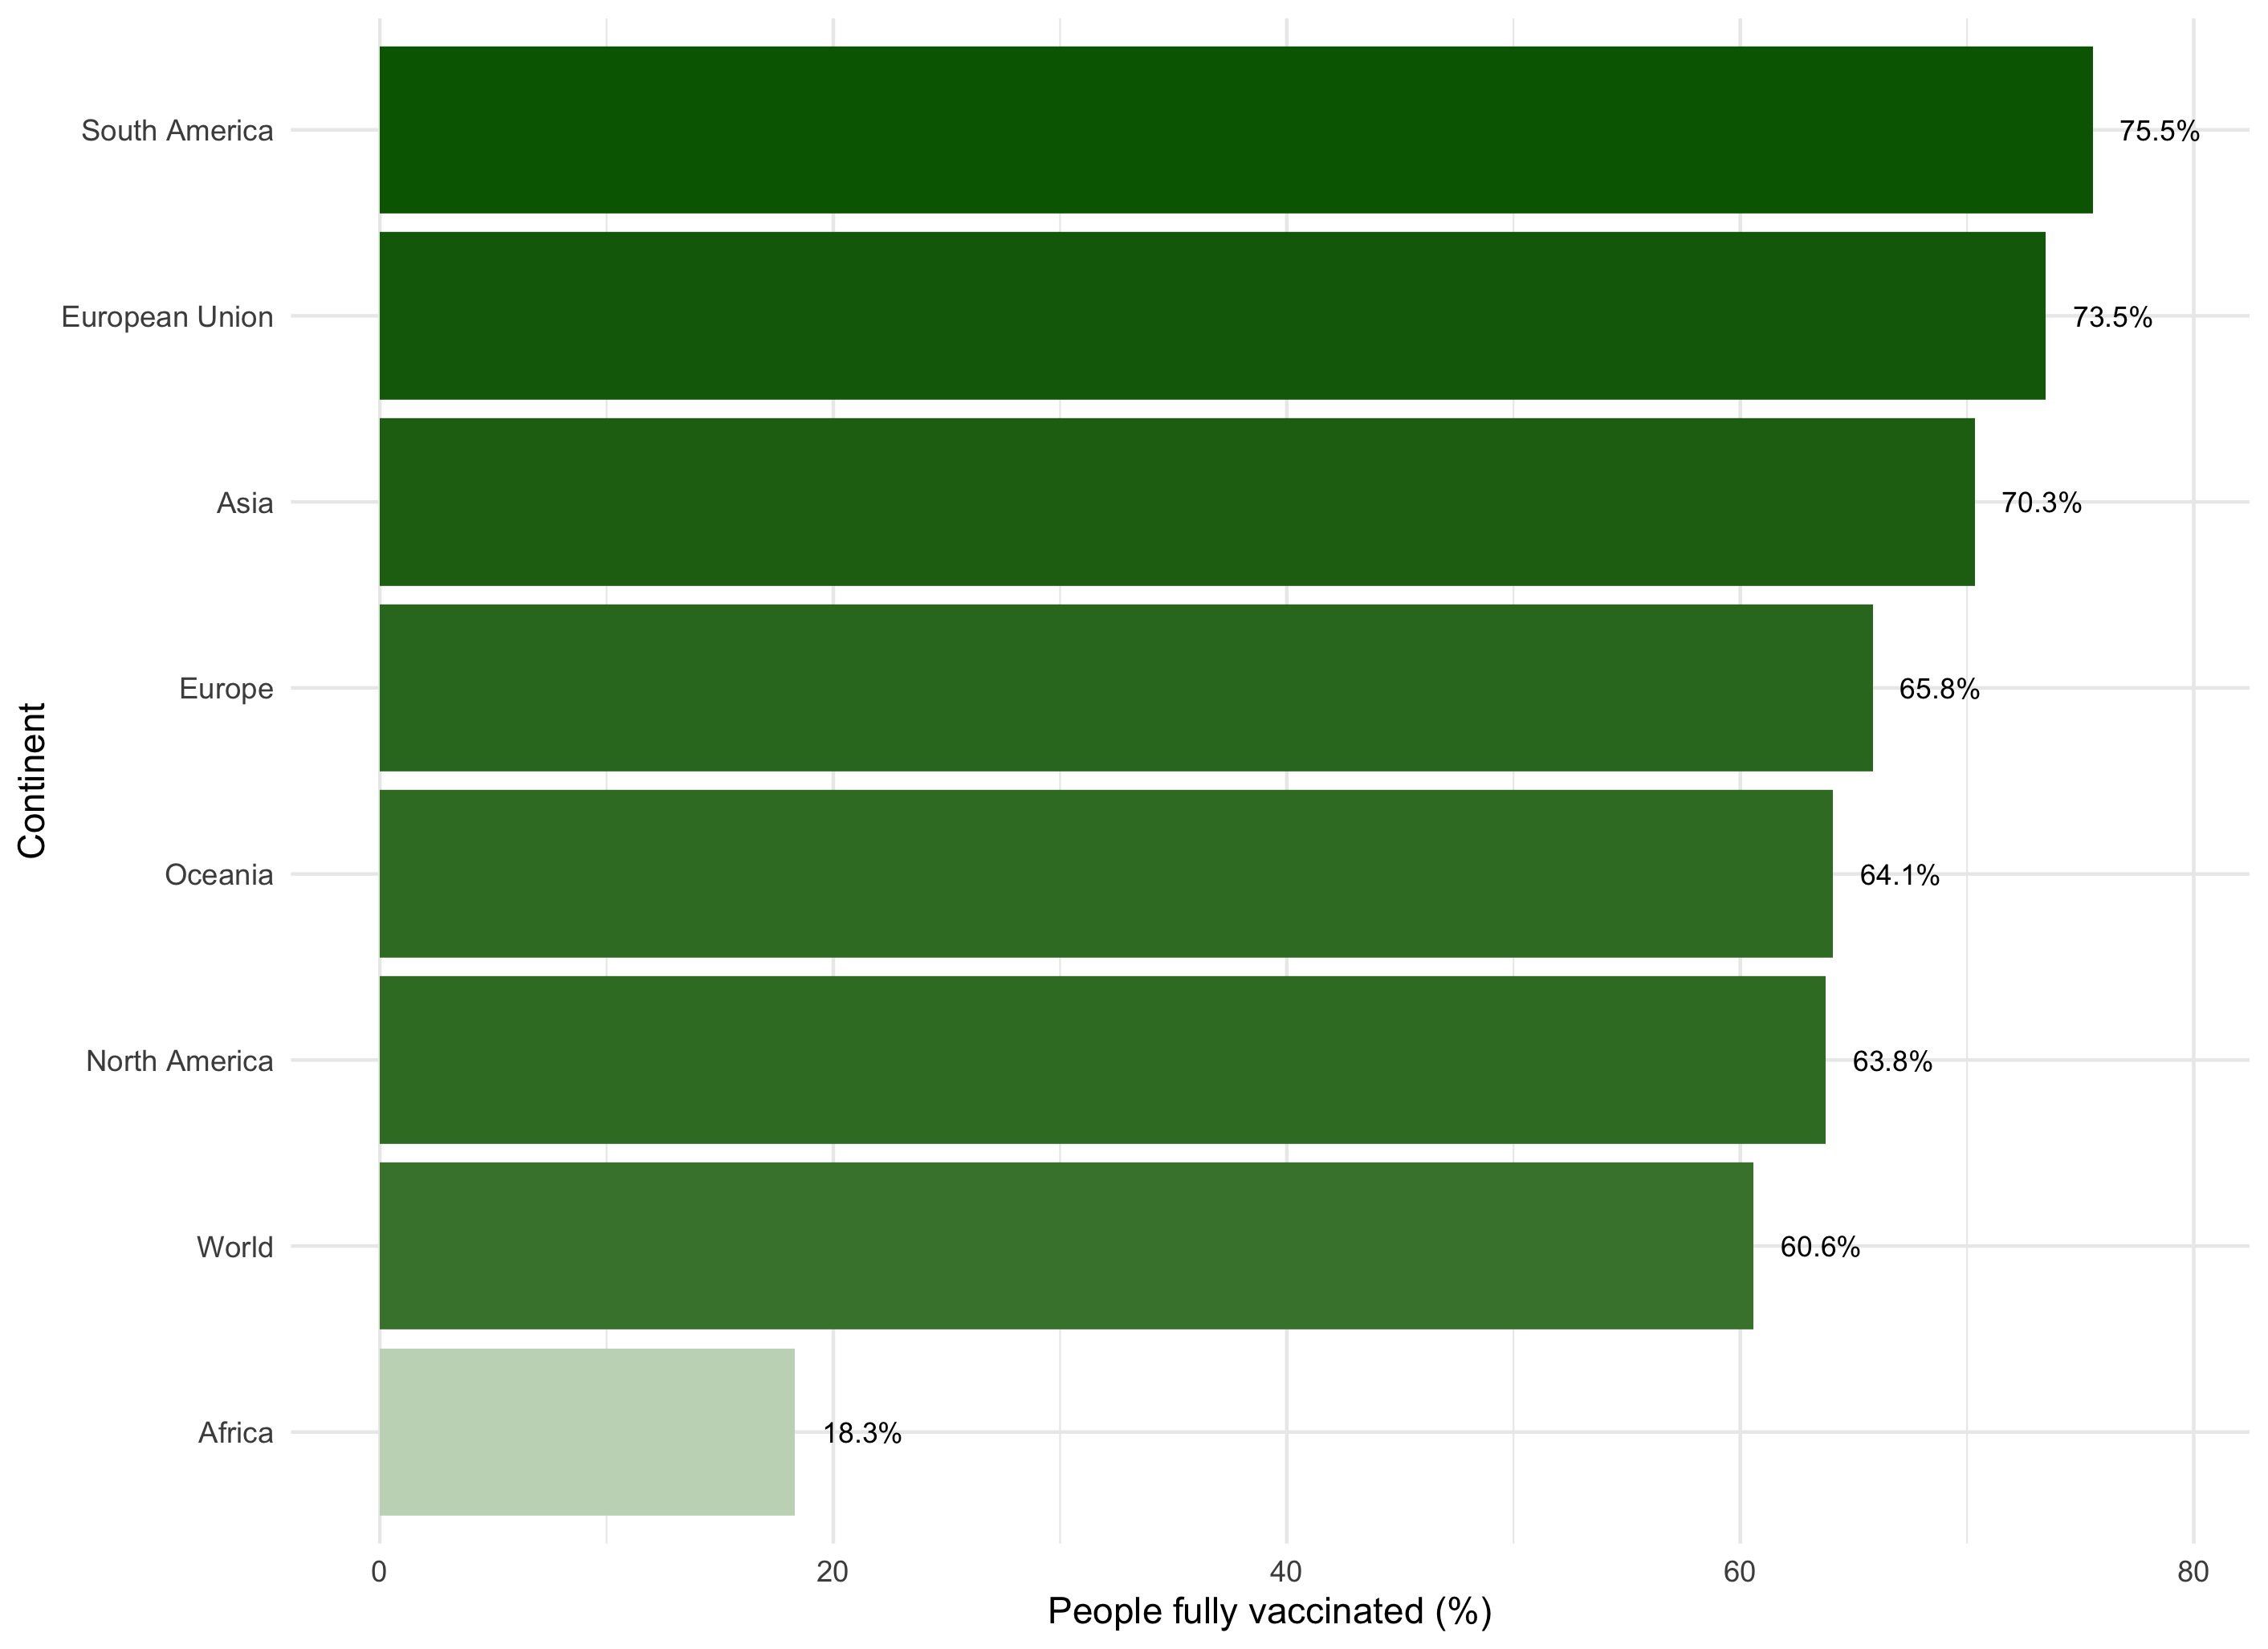 South America
75.5%
European Union
73.5%
Asia
70.3%
Europe
65.8%
Continent
Oceania
64.1%
North America
63.8%
World
60.6%
Africa
18.3%
0
20
40
60
80
People fully vaccinated (%)